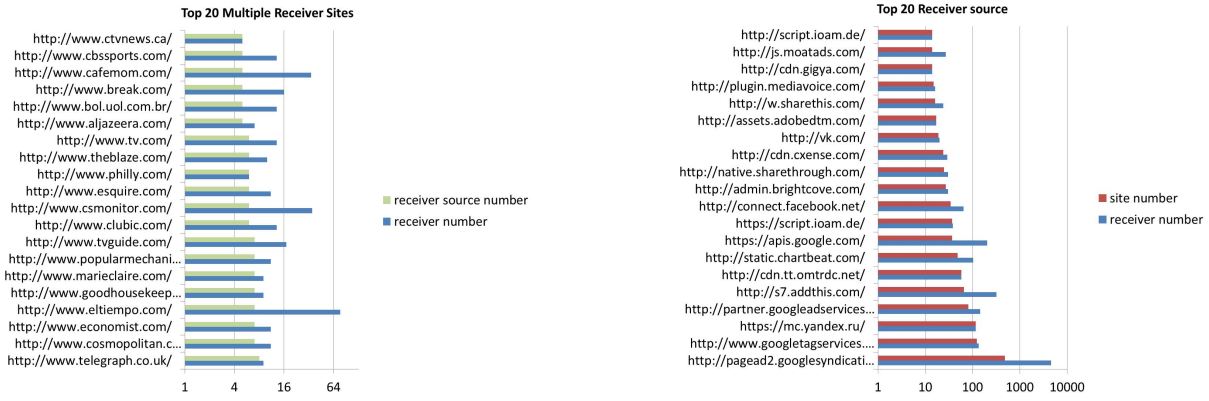 Top 20 Multiple Receiver Sites
http://www.ctvnews.ca/
http://www.cbssports.com/
http://www.cafemom.com/
http://www.break.com/
http://www.bol.uol.com.br/
http://www.aljazeera.com/
http://www.tv.com/
http://www.theblaze.com/
http://www.philly.com/
http://www.esquire.com/
http://www.csmonitor.com/
http://www.clubic.com/
http://www.tvguide.com/
http://www.popularmechani...
http://www.marieclaire.com/
http://www.goodhousekeep...
http://www.eltiempo.com/
http://www.economist.com/
http://www.cosmopolitan.c...
http://www.telegraph.co.uk/
1 4 16 64
receiver source number
receiver number
Top 20 Receiver source
http://script.ioam.de/
http://js.moatads.com/
http://cdn.gigya.com/
http://plugin.mediavoice.com/
http://w.sharethis.com/
http://assets.adobedtm.com/
http://vk.com/
http://cdn.cxense.com/
http://native.sharethrough.com/
http://admin.brightcove.com/
http://connect.facebook.net/
https://script.ioam.de/
https://apis.google.com/
http://static.chartbeat.com/
http://cdn.tt.omtrdc.net/
http://s7.addthis.com/
http://partner.googleadservices...
https://mc.yandex.ru/
http://www.googletagservices....
http://pagead2.googlesyndicati...
1 10 100 1000 10000
site number
receiver number